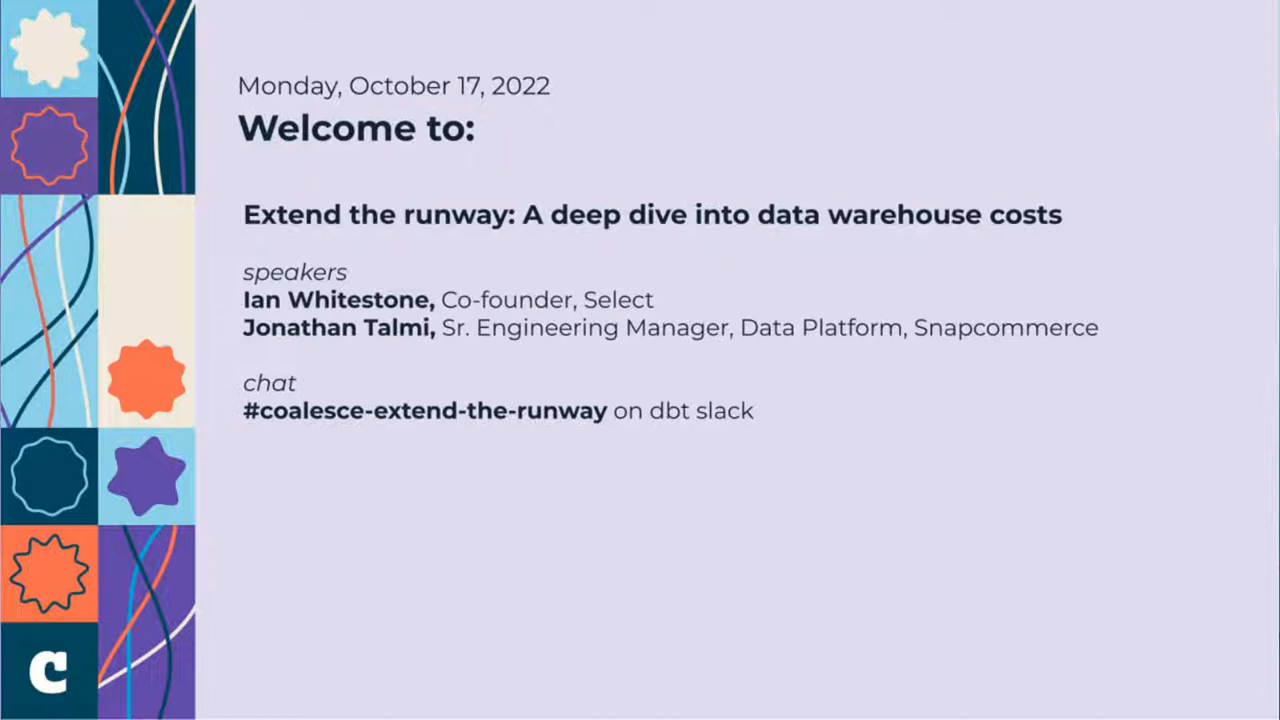 Monday, October 17, 2022
Welcome to:
Extend the runway: A deep dive into data warehouse costs
speakers
Ian Whitestone, Co-founder, Select
Jonathan Talmi, Sr. Engineering Manager, Data Platform, Snapcommerce
chat
#coalesce-extend-the-runway on dbt slack
c